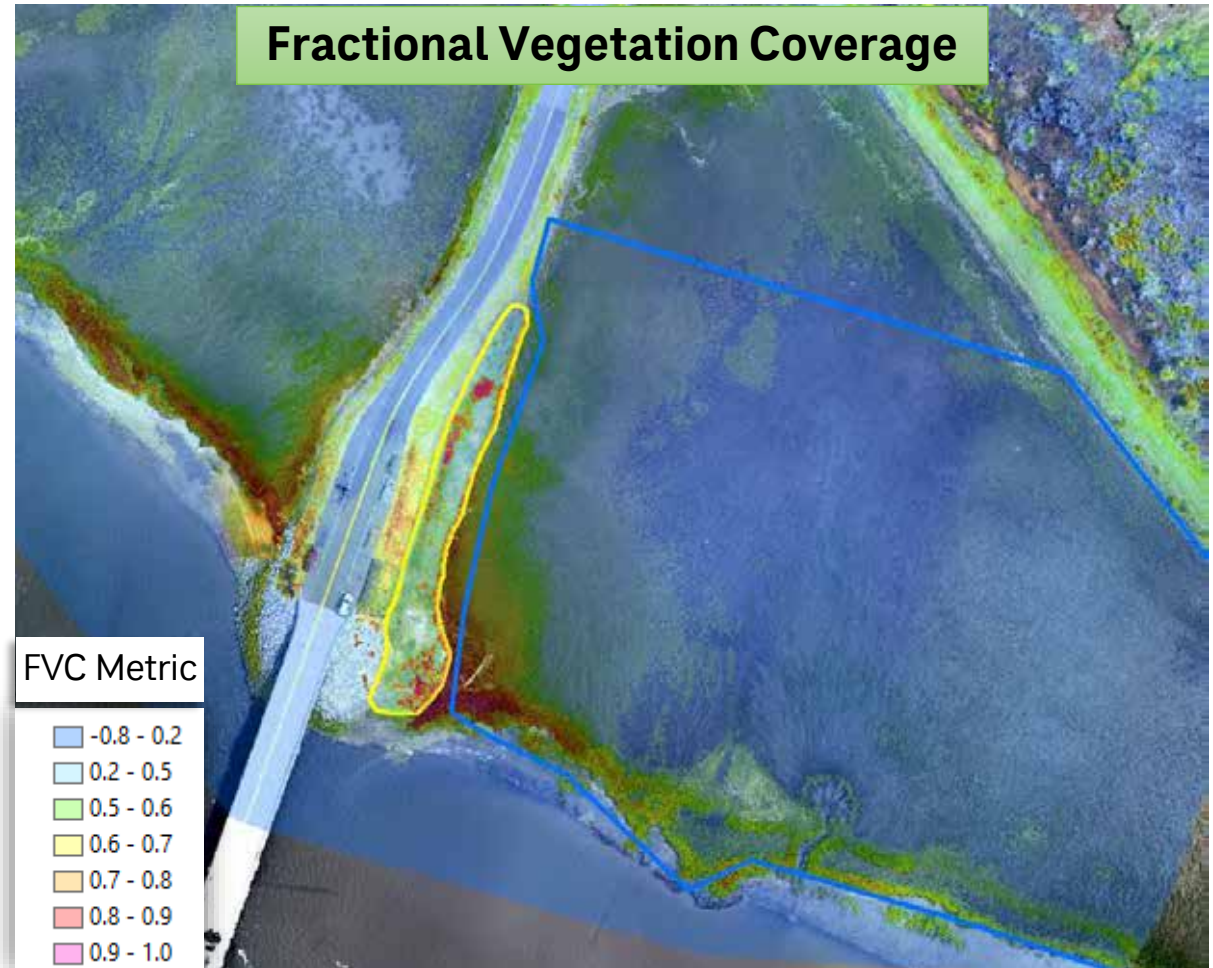 Fractional Vegetation Coverage
FVC Metric
-0.8 - 0.2
0.2 - 0.5
0.5 - 0.6
0.6 - 0.7
0.7 - 0.8
0.8 - 0.9
0.9 - 1.0